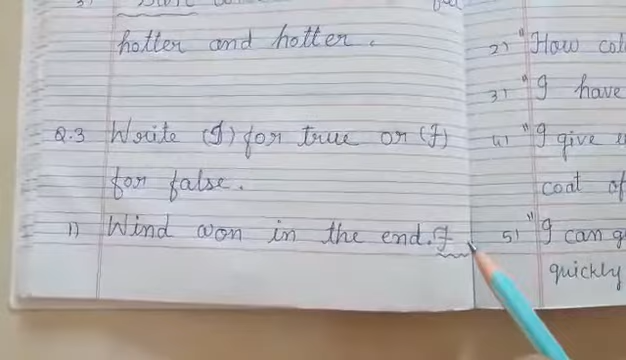 hotter and hotter.
Q.3 Write (T) for true or (F)
for false.
1) Wind won in the end. F
2) "How
3) "I have
4) "I give
coat of
5) "I can
quickly